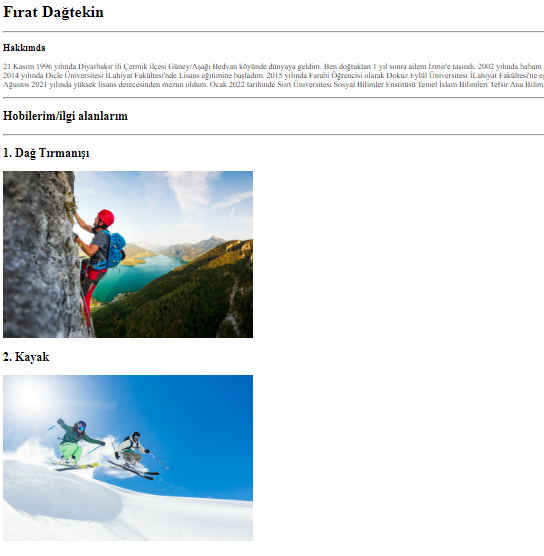 Fırat Dağtekin
Hakkımda
21 Kasım 1996 yılında Diyarbakır ili Çermik ilçesi Güney/Aşağı Bedvan köyünde dünyaya geldim. Ben doğduktan 1 yıl sonra ailem İzmir'e taşındı. 2002 yılında babam
2014 yılında Dicle Üniversitesi İLahiyat Fakültesi'nde Lisans eğitimine başladım. 2015 yılında Farabi Öğrencisi olarak Dokuz Eylül Üniversitesi İLahiyat Fakültesi'ne
Ağustos 2021 yılında yüksek lisans derecesinden mezun oldum. Ocak 2022 tarihinde Siirt Üniversitesi Sosyal Bilimler Enstitüsü Temel İslam Bilimleri Tefsir Ana Bilim
Hobilerim/ilgi alanlarım
1. Dağ Tırmanışı
2. Kayak